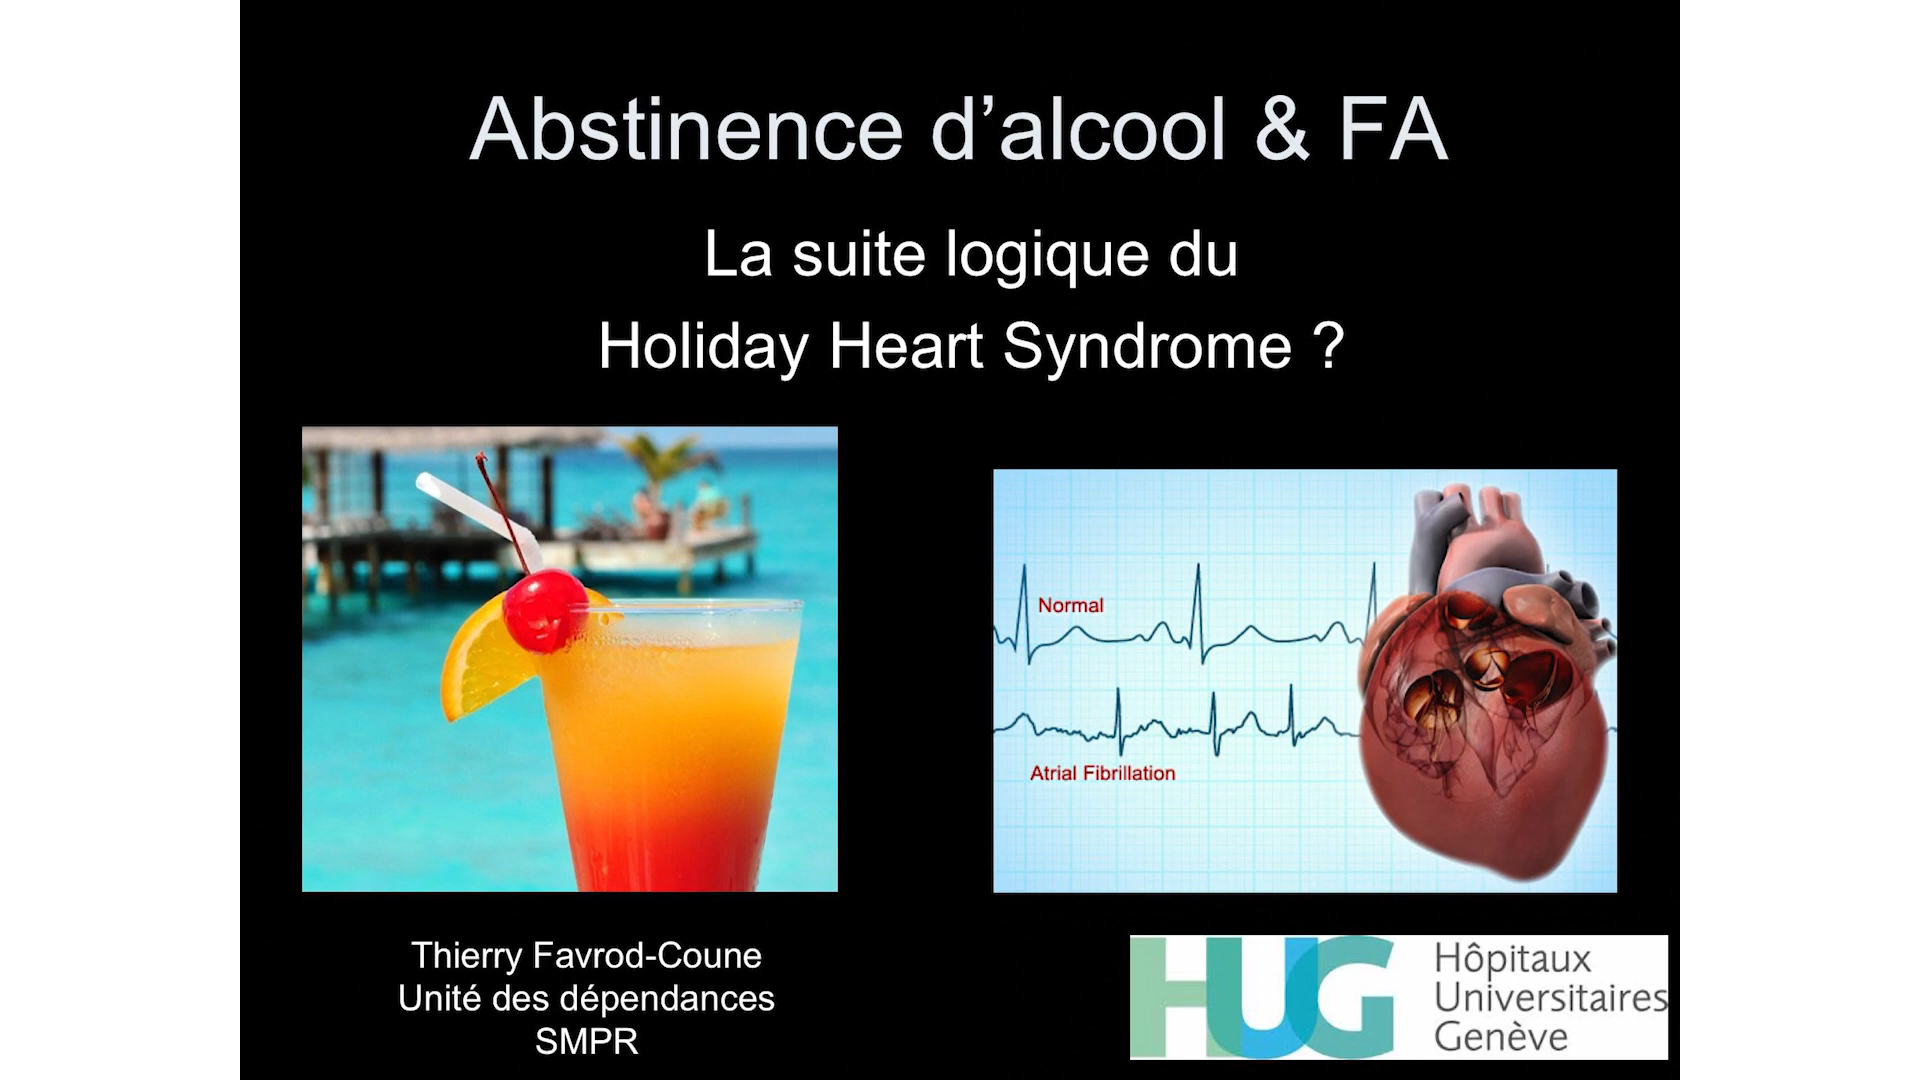 Abstinence d’alcool & FA
La suite logique du
Holiday Heart Syndrome ?
Normal
Atrial Fibrillation
Thierry Favrod-Coune
Unité des dépendances
SMPR
HUG
Hôpitaux
Universitaires
Genève